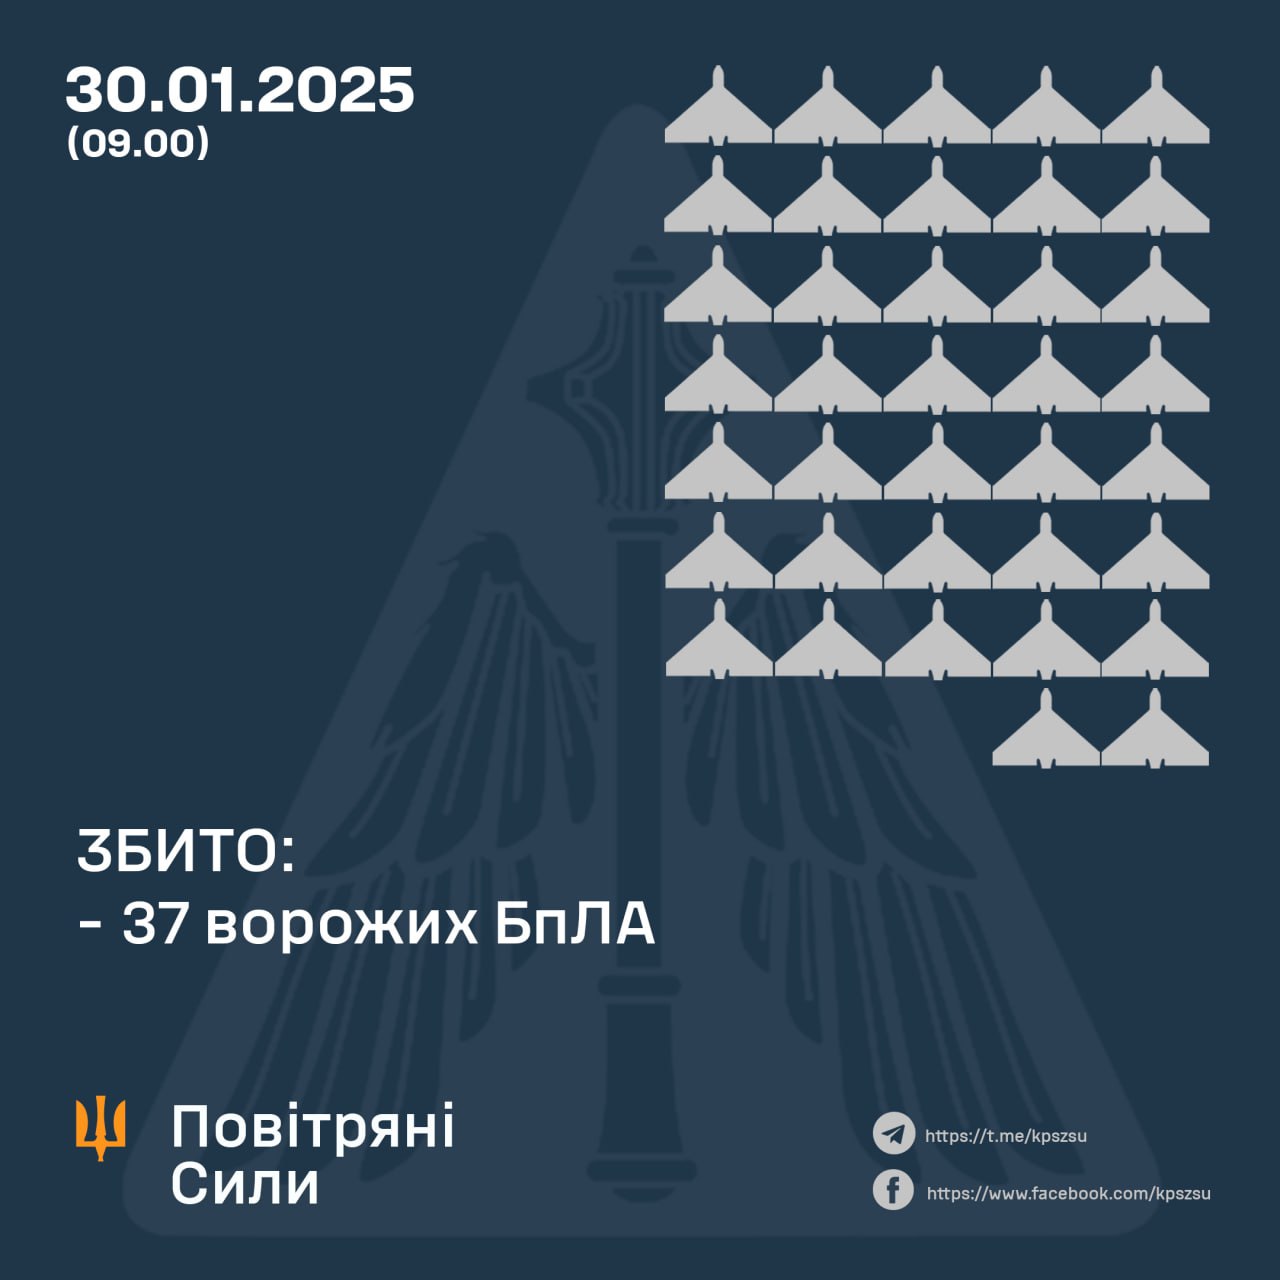 30.01.2025
(09.00)
ЗБИТО:
- 37 ворожих БпЛА
Повітряні
Сили
https://t.me/kpszsu
https://www.facebook.com/kpszsu